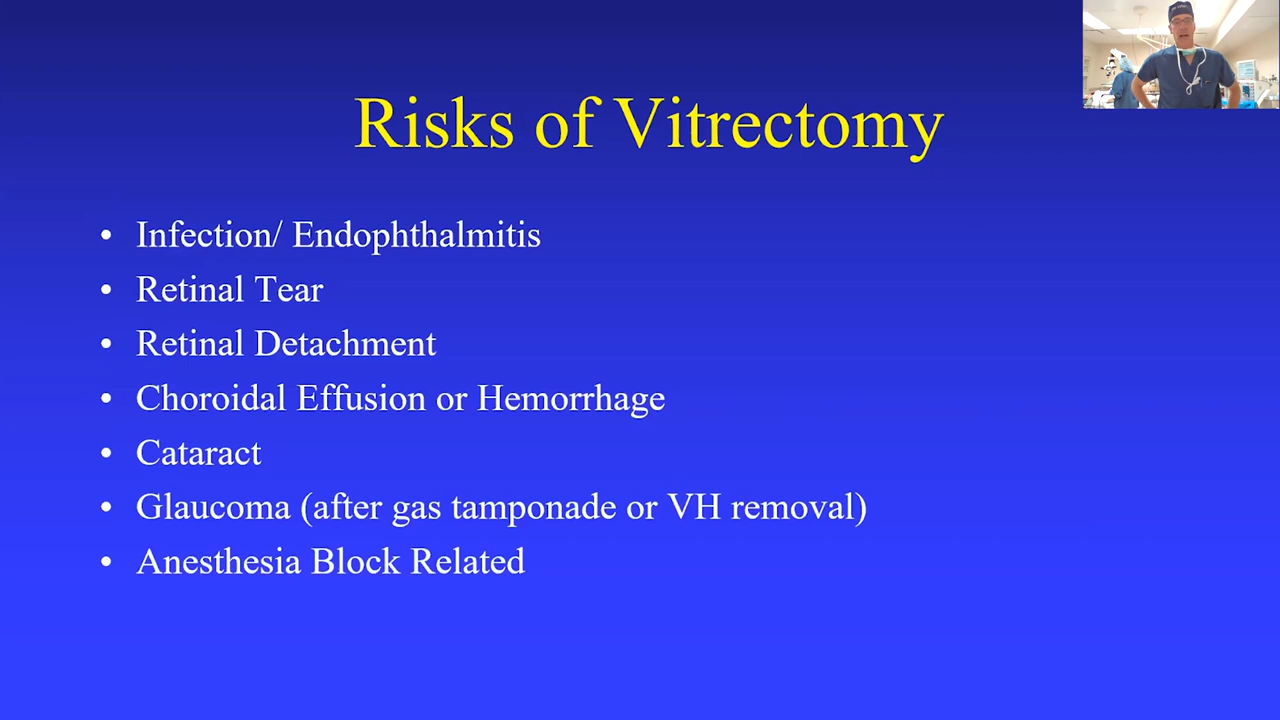 Risks of Vitrectomy
• Infection/ Endophthalmitis
• Retinal Tear
• Retinal Detachment
• Choroidal Effusion or Hemorrhage
• Cataract
• Glaucoma (after gas tamponade or VH removal)
• Anesthesia Block Related